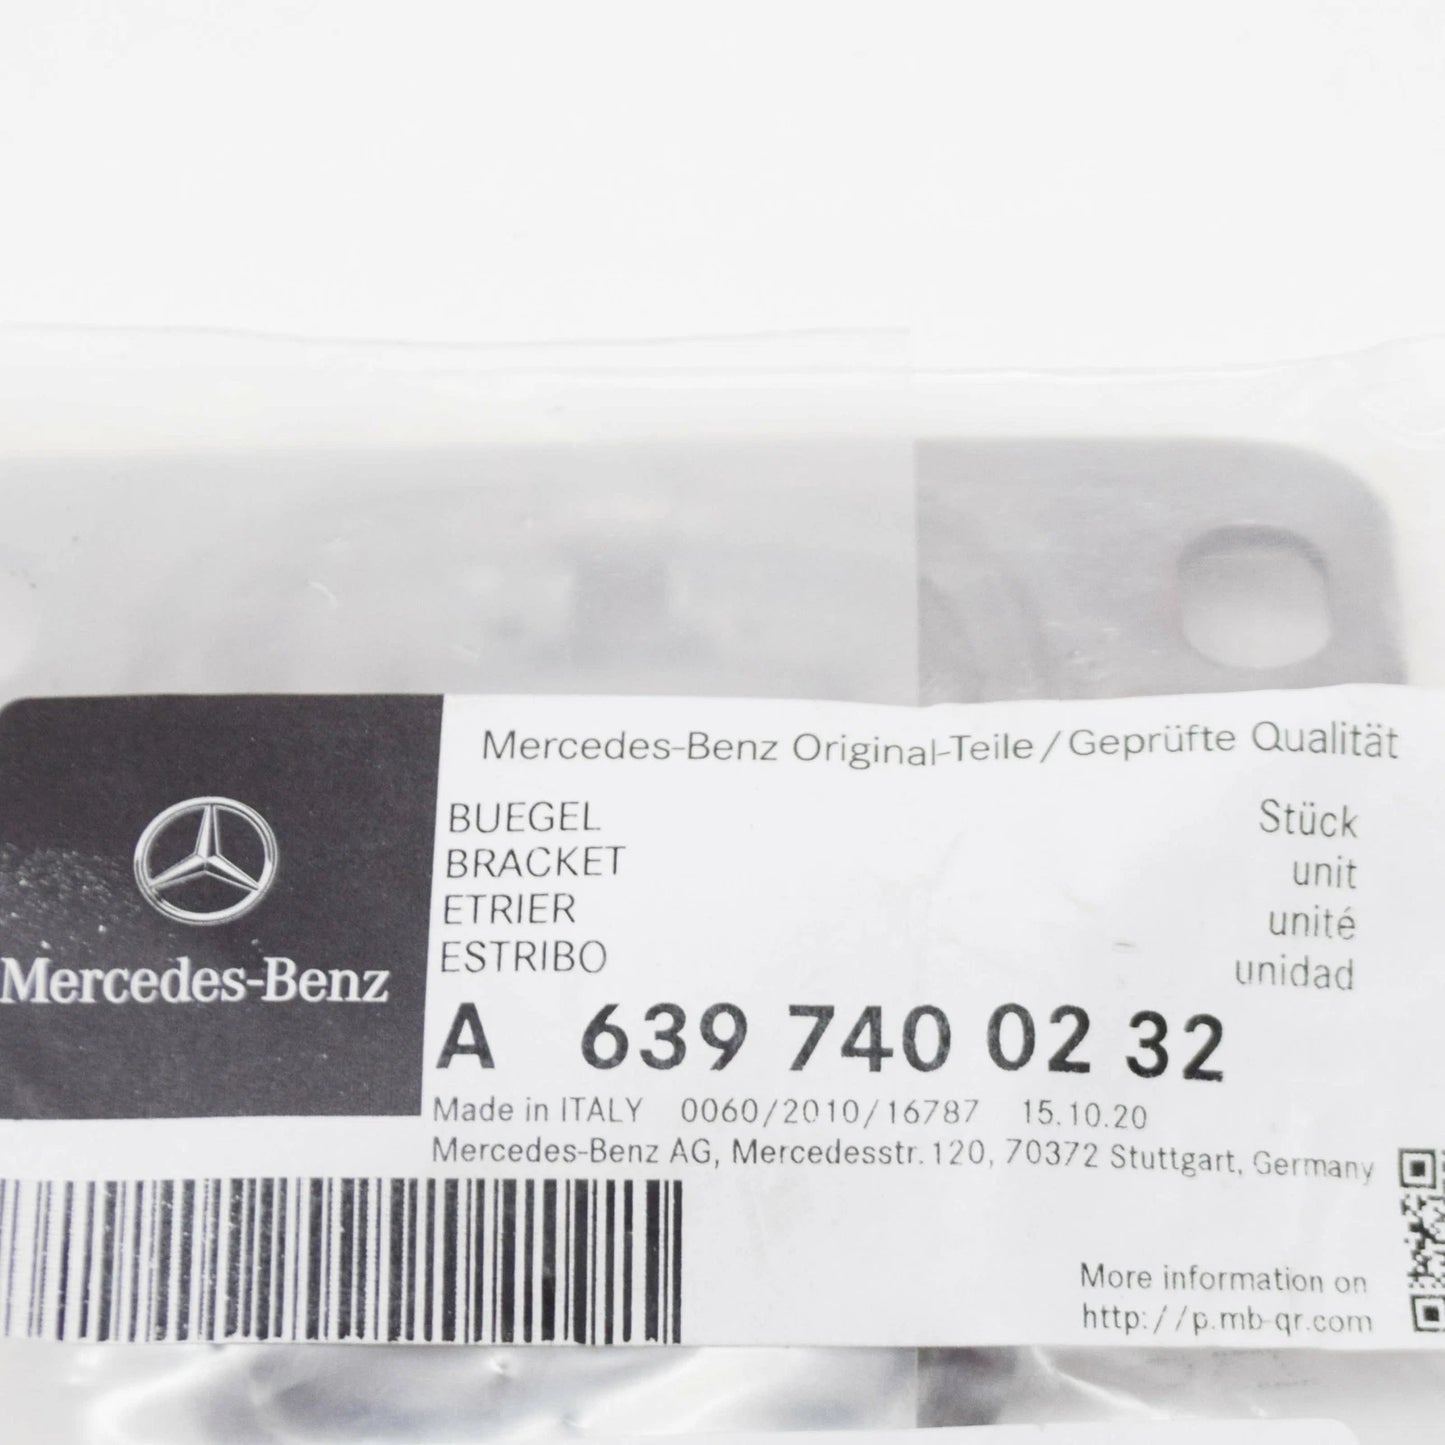 Mercedes-Benz Original-Teile/Geprüfte Qualität
BUEGEL Stück
BRACKET unit
ETRIER unité
ESTRIBO unidad
Mercedes-Benz
A 639 740 02 32
Made in ITALY 0060/2010/16787 15.10.20
Mercedes-Benz AG, Mercedesstr. 120, 70372 Stuttgart, Germany
More information on
http://p.mb-qr.com